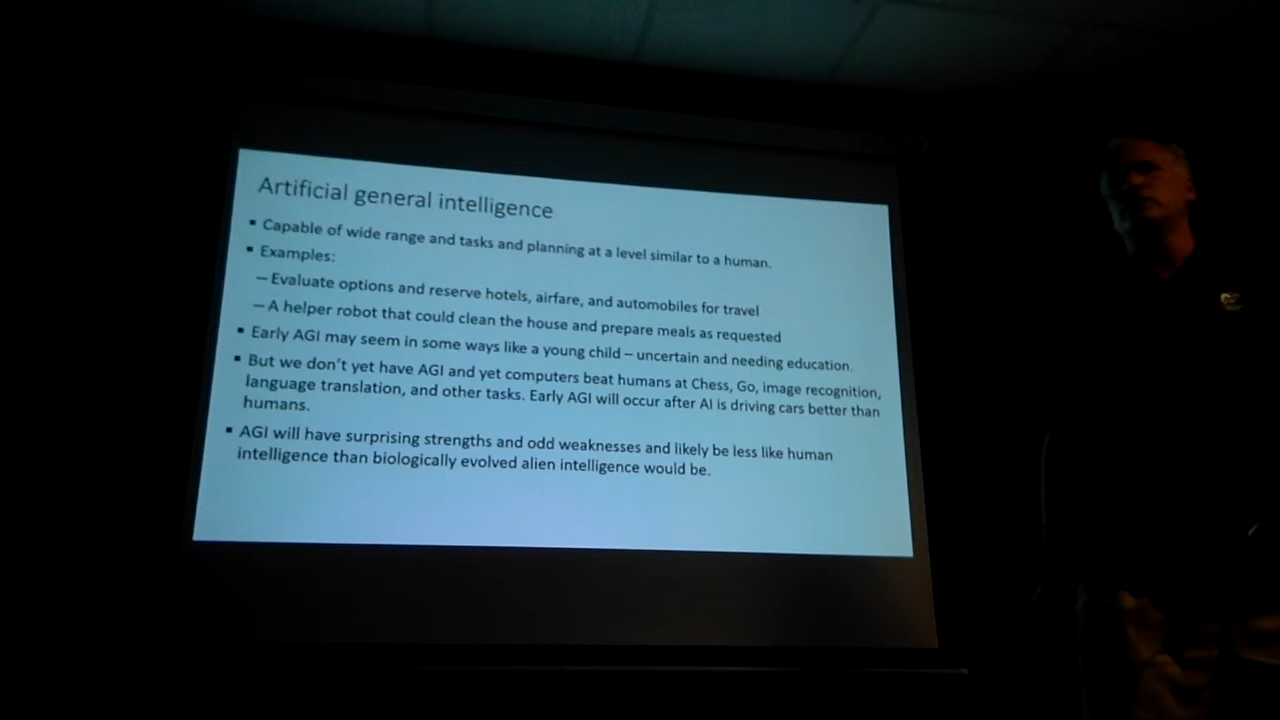 Artificial general intelligence
▪ Capable of wide range and tasks and planning at a level similar to a human.
▪ Examples:
– Evaluate options and reserve hotels, airfare, and automobiles for travel
– A helper robot that could clean the house and prepare meals as requested
▪ Early AGI may seem in some ways like a young child – uncertain and needing education.
▪ But we don't yet have AGI and yet computers beat humans at Chess, Go, image recognition,
language translation, and other tasks. Early AGI will occur after AI is driving cars better than
humans.
▪ AGI will have surprising strengths and odd weaknesses and likely be less like human
intelligence than biologically evolved alien intelligence would be.